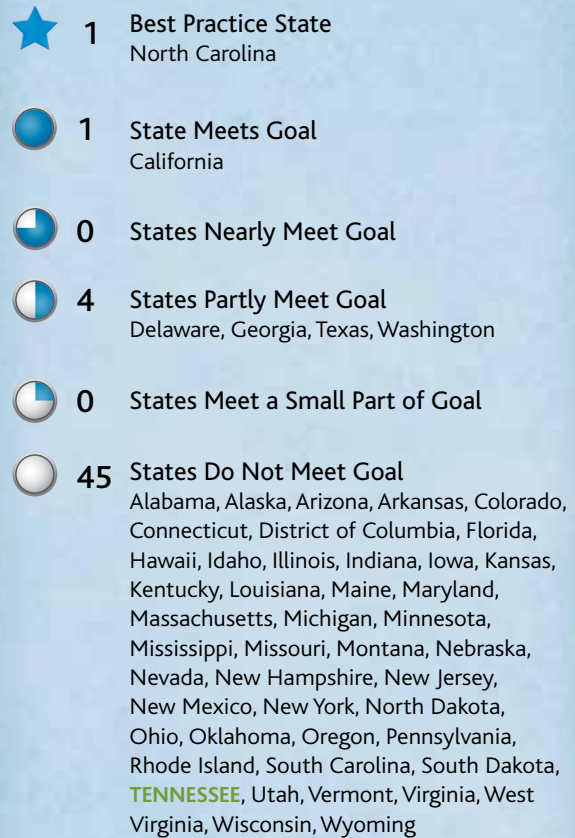 1 Best Practice State
North Carolina
1 State Meets Goal
California
0 States Nearly Meet Goal
4 States Partly Meet Goal
Delaware, Georgia, Texas, Washington
0 States Meet a Small Part of Goal
45 States Do Not Meet Goal
Alabama, Alaska, Arizona, Arkansas, Colorado,
Connecticut, District of Columbia, Florida,
Hawaii, Idaho, Illinois, Indiana, Iowa, Kansas,
Kentucky, Louisiana, Maine, Maryland,
Massachusetts, Michigan, Minnesota,
Mississippi, Missouri, Montana, Nebraska,
Nevada, New Hampshire, New Jersey,
New Mexico, New York, North Dakota,
Ohio, Oklahoma, Oregon, Pennsylvania,
Rhode Island, South Carolina, South Dakota,
TENNESSEE, Utah, Vermont, Virginia, West
Virginia, Wisconsin, Wyoming